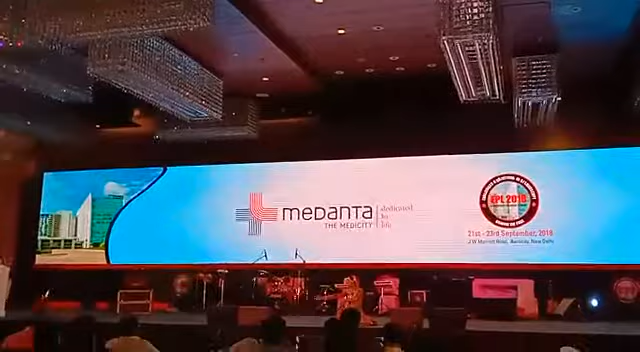 medanTa
THE MEDICITY
dedicated
to
life
EPL 2018
21st - 23rd September, 2018
J W Marriott Hotel, Aerocity, New Delhi